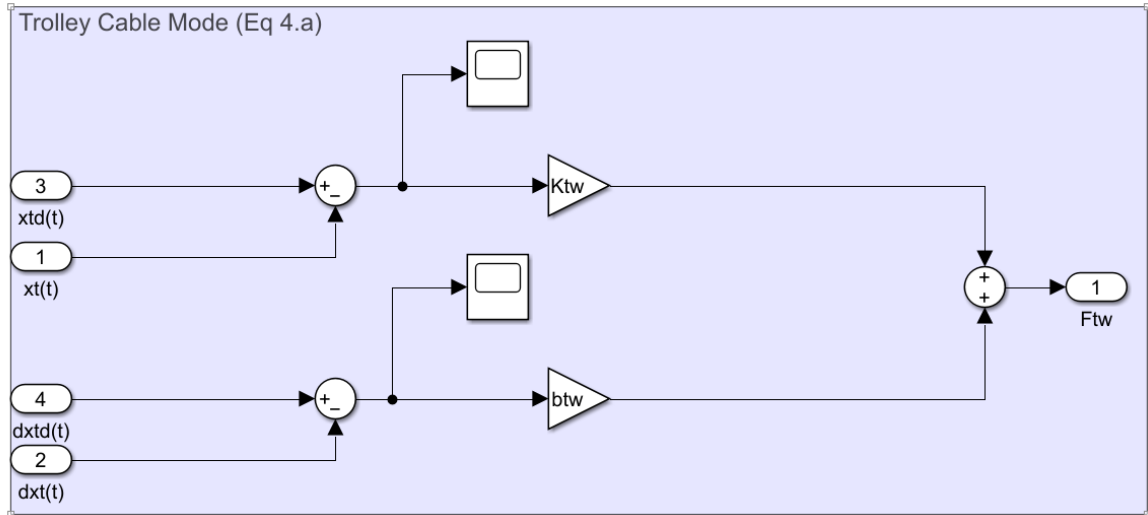 Trolley Cable Mode (Eq 4.a)
3
+
_
Ktw
xtd(t)
1
xt(t)
+
+
1
Ftw
4
+
_
btw
dxtd(t)
2
dxt(t)